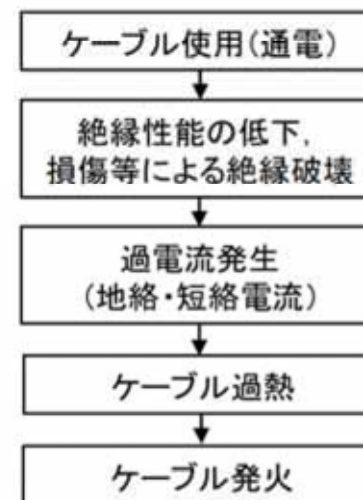 ケーブル使用(通電)
絶縁性能の低下,
損傷等による絶縁破壊
過電流発生
(地絡・短絡電流)
ケーブル過熱
ケーブル発火